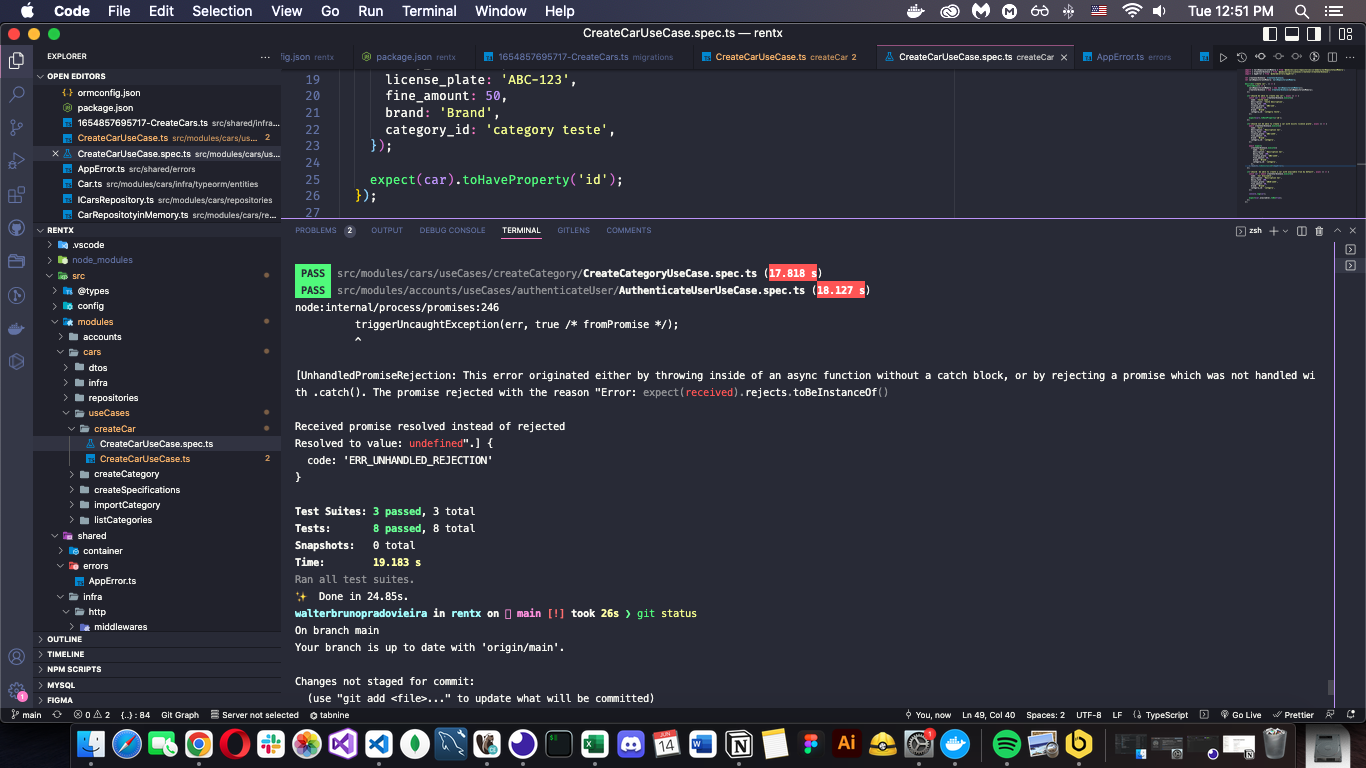 Code File Edit Selection View Go Run Terminal Window Help Tue 12:51 PM
CreateCarUseCase.spec.ts — rentx
EXPLORER
fig.json rentx package.json rentx 1654857695717-CreateCars.ts migrations CreateCarUseCase.ts createCar 2 CreateCarUseCase.spec.ts createCar AppError.ts errors
OPEN EDITORS
ormconfig.json
package.json
1654857695717-CreateCars.ts src/shared/infra...
CreateCarUseCase.ts src/modules/cars/us... 2
CreateCarUseCase.spec.ts src/modules/cars/us...
AppError.ts src/shared/errors
Car.ts src/modules/cars/infra/typeorm/entities
ICarsRepository.ts src/modules/cars/repositories
CarRepositotyinMemory.ts src/modules/cars/re...
19 license_plate: 'ABC-123',
20 fine_amount: 50,
21 brand: 'Brand',
22 category_id: 'category teste',
23 });
24
25 expect(car).toHaveProperty('id');
26 });
27
RENTX
.vscode
node_modules
src
@types
config
modules
accounts
cars
dtos
infra
repositories
useCases
createCar
CreateCarUseCase.spec.ts
CreateCarUseCase.ts 2
createCategory
createSpecifications
importCategory
listCategories
shared
container
errors
AppError.ts
infra
http
middlewares
OUTLINE
TIMELINE
NPM SCRIPTS
MYSQL
FIGMA
PROBLEMS 2 OUTPUT DEBUG CONSOLE TERMINAL GITLENS COMMENTS zsh
PASS src/modules/cars/useCases/createCategory/CreateCategoryUseCase.spec.ts (17.818 s)
PASS src/modules/accounts/useCases/authenticateUser/AuthenticateUserUseCase.spec.ts (18.127 s)
node:internal/process/promises:246
triggerUncaughtException(err, true /* fromPromise */);
^
[UnhandledPromiseRejection: This error originated either by throwing inside of an async function without a catch block, or by rejecting a promise which was not handled wi
th .catch(). The promise rejected with the reason "Error: expect(received).rejects.toBeInstanceOf()
Received promise resolved instead of rejected
Resolved to value: undefined".] {
code: 'ERR_UNHANDLED_REJECTION'
}
Test Suites: 3 passed, 3 total
Tests: 8 passed, 8 total
Snapshots: 0 total
Time: 19.183 s
Ran all test suites.
✨ Done in 24.85s.
walterbrunopradovieira in rentx on main [!] took 26s ❯ git status
On branch main
Your branch is up to date with 'origin/main'.
Changes not staged for commit:
(use "git add <file>..." to update what will be committed)
main 0 2 {..} : 84 Git Graph Server not selected tabnine You, now Ln 49, Col 40 Spaces: 2 UTF-8 LF TypeScript Go Live Prettier
JUN
14
Ai
1